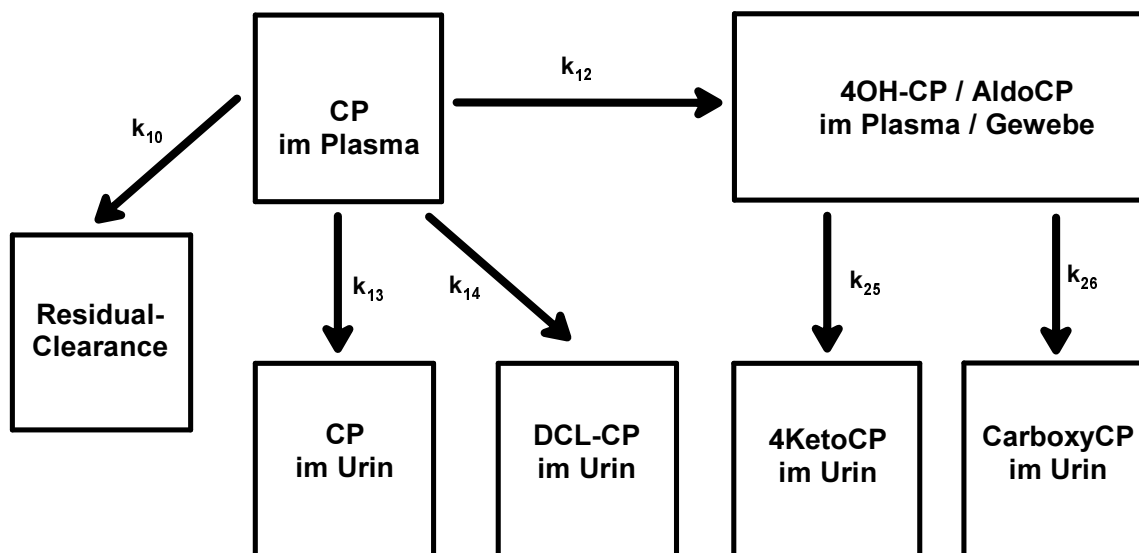 CP
im Plasma
k12
4OH-CP / AldoCP
im Plasma / Gewebe
k10
Residual-
Clearance
k13
k14
k25
k26
CP
im Urin
DCL-CP
im Urin
4KetoCP
im Urin
CarboxyCP
im Urin